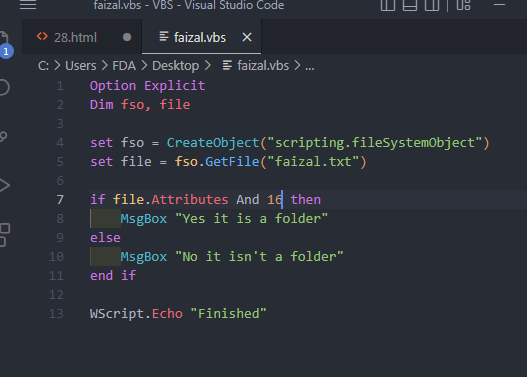 faizal.vbs - VBS - Visual Studio Code
28.html
faizal.vbs
1
C: > Users > FDA > Desktop > faizal.vbs > ...
1 Option Explicit
2 Dim fso, file
3
4 set fso = CreateObject("scripting.fileSystemObject")
5 set file = fso.GetFile("faizal.txt")
6
7 if file.Attributes And 16 then
8 MsgBox "Yes it is a folder"
9 else
10 MsgBox "No it isn't a folder"
11 end if
12
13 WScript.Echo "Finished"